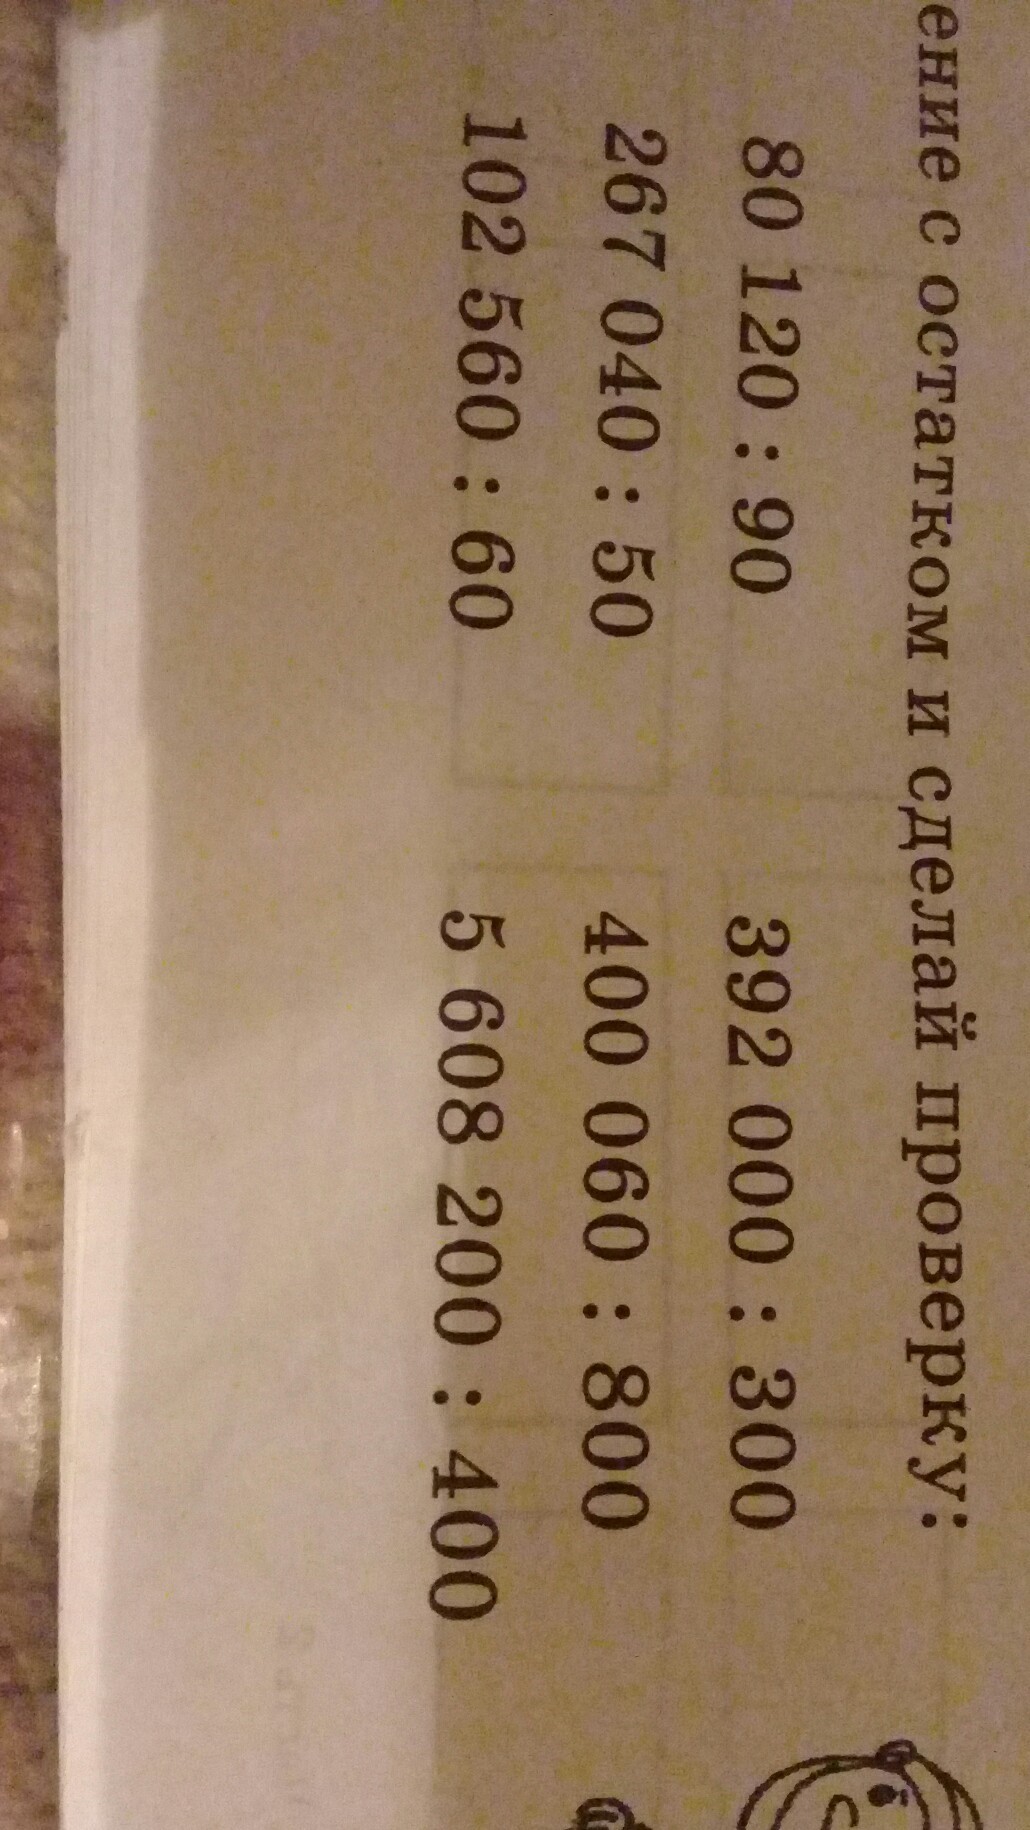 ение с остатком и сделай проверку:
80 120 : 90 392 000 : 300
267 040 : 50 400 060 : 800
102 560 : 60 5 608 200 : 400